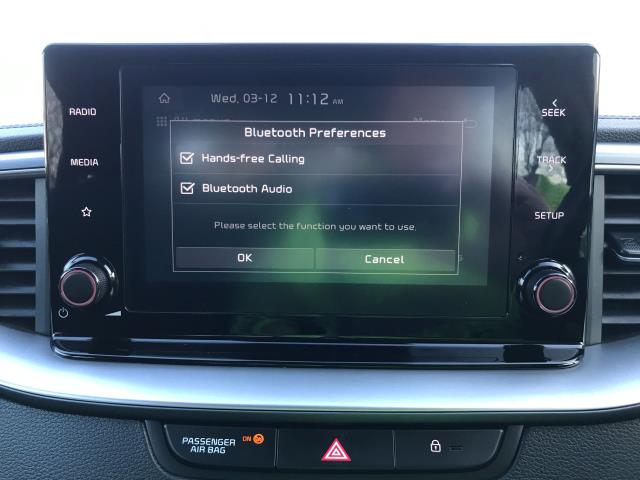 RADIO
MEDIA
SEEK
TRACK
SETUP
Wed, 03-12 11:12 AM
Bluetooth Preferences
Hands-free Calling
Bluetooth Audio
Please select the function you want to use.
OK
Cancel
PASSENGER
AIR BAG
ON